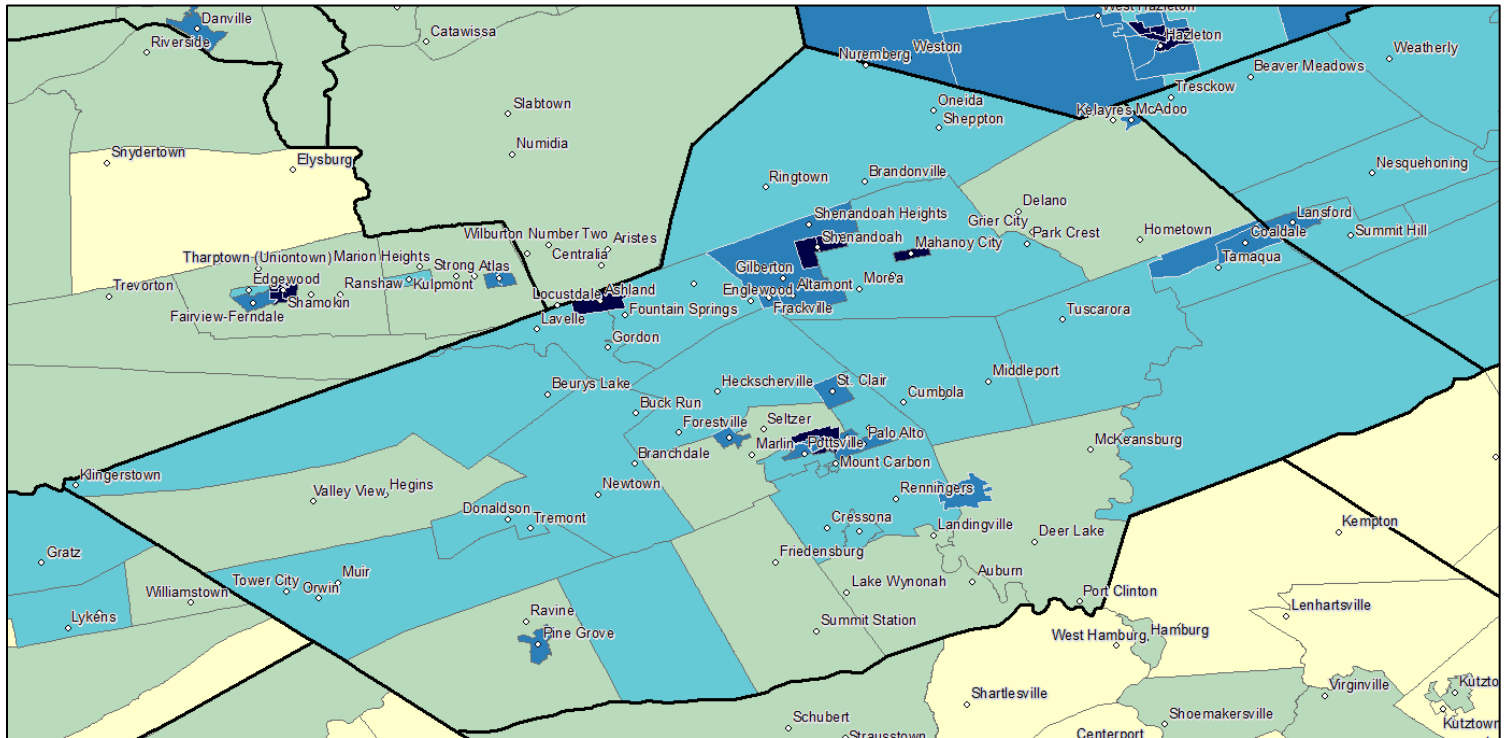 Danville
West Hazleton
Riverside
Catawissa
Hazleton
Nuremberg
Weston
Weatherly
Beaver Meadows
Tresckow
Slabtown
Oneida
Kelayres
McAdoo
Sheppton
Numidia
Snydertown
Elysburg
Nesquehoning
Ringtown
Brandonville
Delano
Shenandoah Heights
Grier City
Lansford
Park Crest
Hometown
Coaldale
Summit Hill
Wilburton Number Two
Aristes
Shenandoah
Mahanoy City
Tharptown (Uniontown)
Marion Heights
Centralia
Tamaqua
Strong
Atlas
Gilberton
Morea
Edgewood
Ranshaw
Kulpmont
Trevorton
Shamokin
Locustdale
Ashland
Englewood
Altamont
Fairview-Ferndale
Fountain Springs
Frackville
Lavelle
Tuscarora
Gordon
Beurys Lake
Heckscherville
St. Clair
Middleport
Cumbola
Buck Run
Forestville
Seltzer
Palo Alto
Marlin
Pottsville
McKeansburg
Branchdale
Mount Carbon
Klingerstown
Valley View
Hegins
Newtown
Renningers
Donaldson
Tremont
Cressona
Landingville
Deer Lake
Kempton
Gratz
Friedensburg
Tower City
Orwin
Muir
Lake Wynonah
Auburn
Williamstown
Port Clinton
Lykens
Ravine
Summit Station
Lenhartsville
Pine Grove
West Hamburg
Hamburg
Shartlesville
Virginville
Kutztown
Schubert
Shoemakersville
Kutztown
Strausstown
Centerport